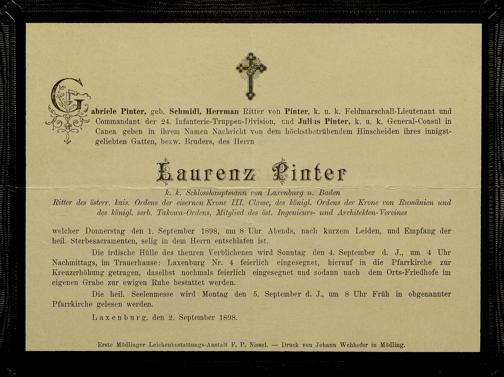 Gabriele Pinter, geb. Schmidl, Herrman Ritter von Pinter, k. u. k. Feldmarschall-Lieutenant und
Commandant der 24. Infanterie-Truppen-Division, und Julius Pinter, k. u. k. General-Consul in
Canea geben in ihrem Namen Nachricht von dem höchstbetrübendem Hinscheiden ihres innigst-
geliebten Gatten, bezw. Bruders, des Herrn
Laurenz Pinter
k. k. Schlosshauptmann von Laxenburg u. Baden
Ritter des österr. kais. Ordens der eisernen Krone III. Classe, des königl. Ordens der Krone von Rumänien und
des königl. serb. Takowa-Ordens, Mitglied des öst. Ingenieurs- und Architekten-Vereines
welcher Donnerstag den 1. September 1898, um 8 Uhr Abends, nach kurzem Leiden, und Empfang der
heil. Sterbesacramenten, selig in dem Herrn entschlafen ist.
Die irdische Hülle des theuren Verblichenen wird Sonntag den 4. September d. J., um 4 Uhr
Nachmittags, im Trauerhause: Laxenburg Nr. 4 feierlich eingesegnet, hierauf in die Pfarrkirche zur
Kreuzerhöhung getragen, daselbst nochmals feierlich eingesegnet und sodann nach dem Orts-Friedhofe im
eigenen Grabe zur ewigen Ruhe bestattet werden.
Die heil. Seelenmesse wird Montag den 5. September d. J., um 8 Uhr Früh in obgenannter
Pfarrkirche gelesen werden.
Laxenburg, den 2. September 1898.
Erste Mödlinger Leichenbestattungs-Anstalt F. P. Niessl. — Druck von Johann Wehhofer in Mödling.